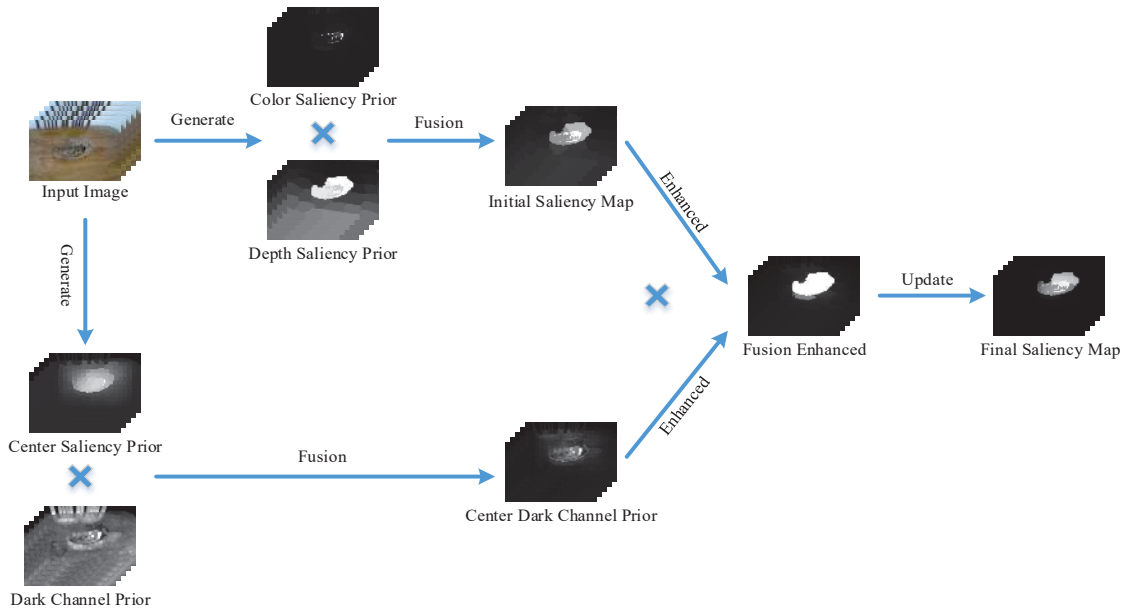 Color Saliency Prior
Generate
Fusion
Input Image
Initial Saliency Map
Enhanced
Depth Saliency Prior
Generate
Update
Fusion Enhanced
Final Saliency Map
Center Saliency Prior
Enhanced
Fusion
Center Dark Channel Prior
Dark Channel Prior